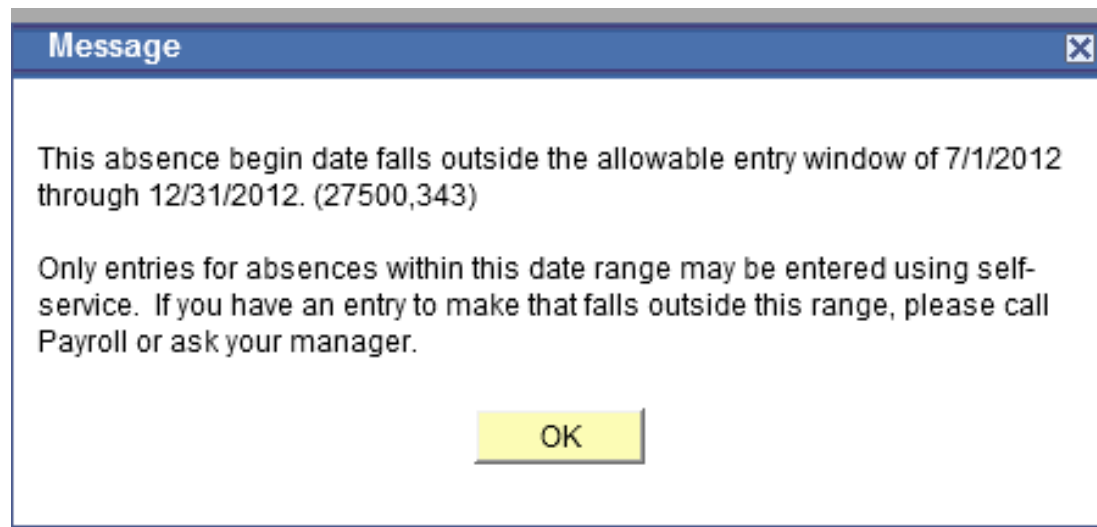 Message
This absence begin date falls outside the allowable entry window of 7/1/2012
through 12/31/2012. (27500,343)
Only entries for absences within this date range may be entered using self-
service.  If you have an entry to make that falls outside this range, please call
Payroll or ask your manager.
OK